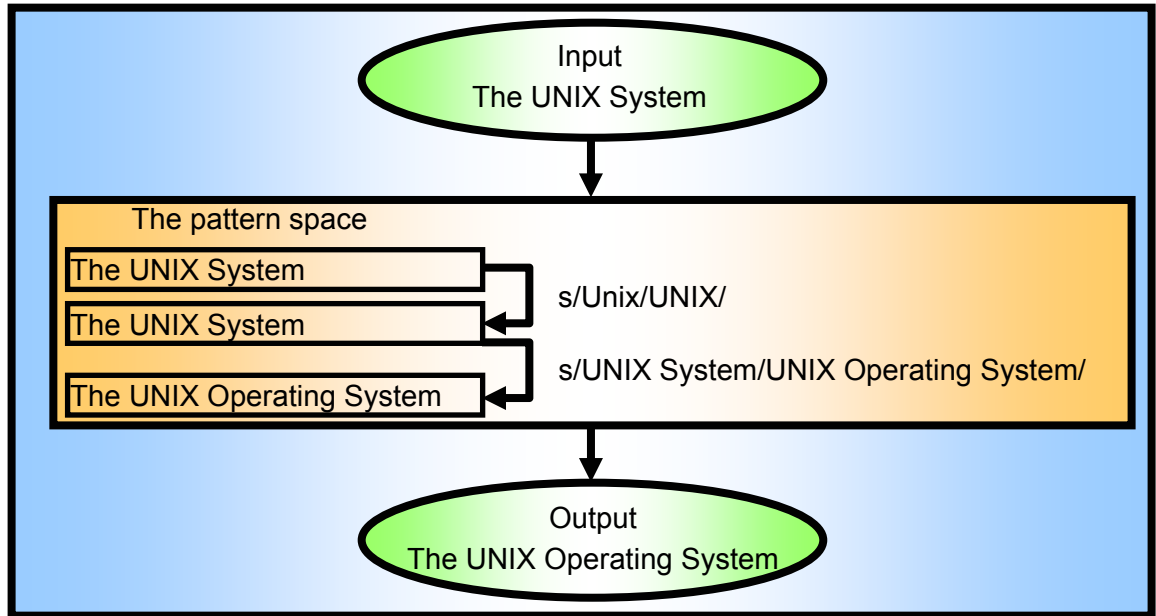 Input
The UNIX System
The pattern space
The UNIX System
s/Unix/UNIX/
The UNIX System
s/UNIX System/UNIX Operating System/
The UNIX Operating System
Output
The UNIX Operating System